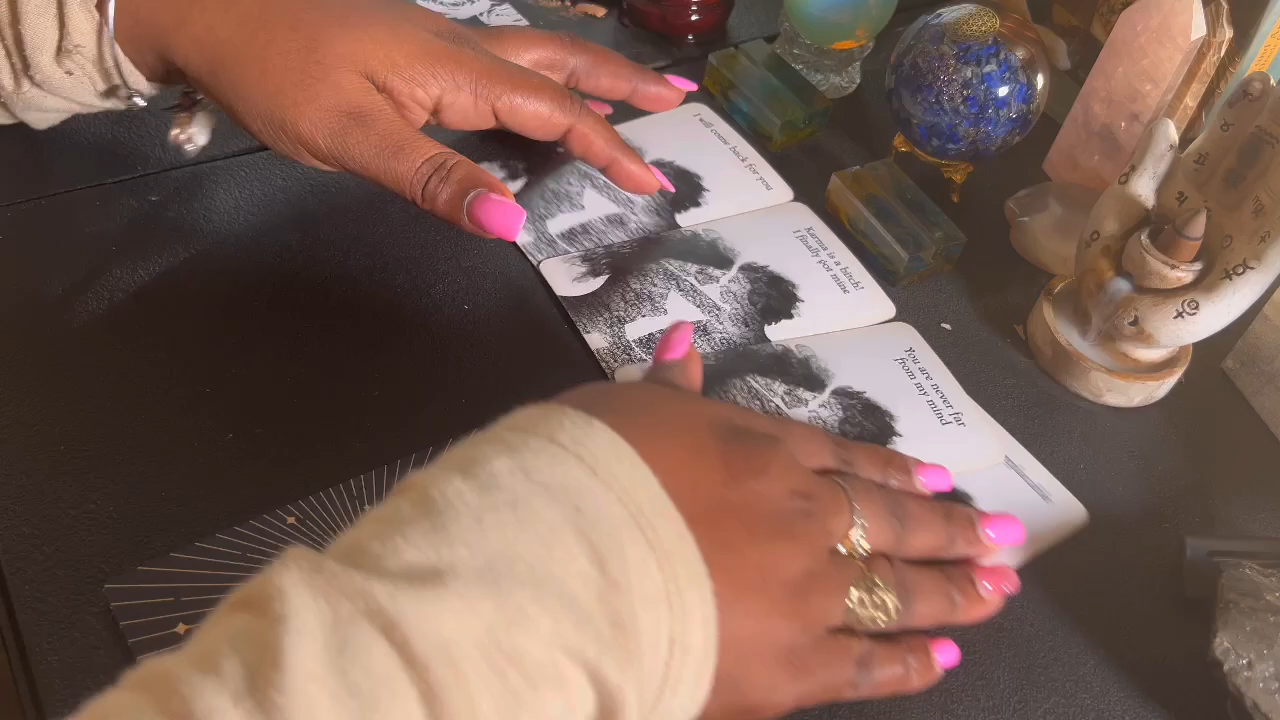 I will come back for you
Karma is a bitch!
I finally got mine
You are never far
from my mind